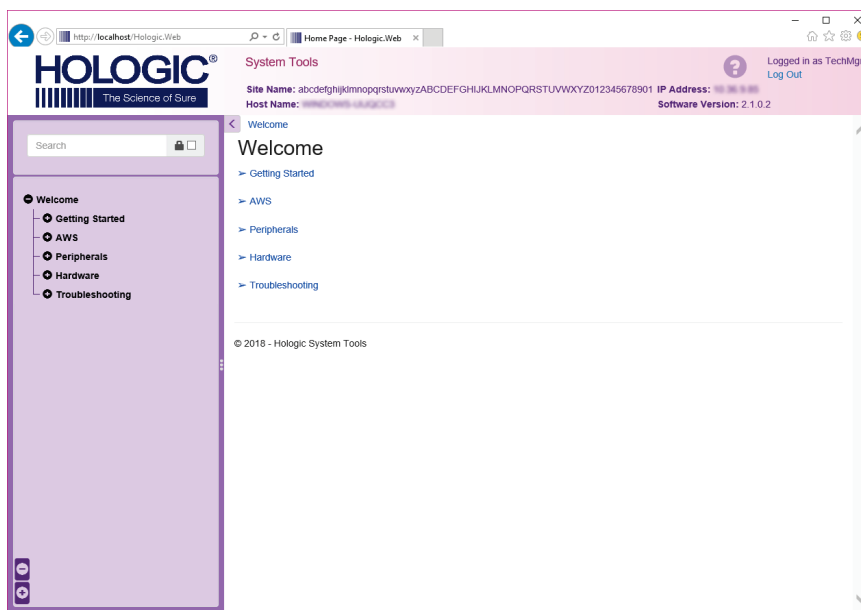 http://localhost/Hologic.Web
Home Page - Hologic.Web
HOLOGIC®
The Science of Sure
System Tools
Logged in as TechMgr
Log Out
Site Name: abcdefghijklmnopqrstuvwxyzABCDEFGHIJKLMNOPQRSTUVWXYZ012345678901 IP Address:
Host Name:
Software Version: 2.1.0.2
Search
Welcome
Getting Started
AWS
Peripherals
Hardware
Troubleshooting
Welcome
Welcome
➢ Getting Started
➢ AWS
➢ Peripherals
➢ Hardware
➢ Troubleshooting
© 2018 - Hologic System Tools